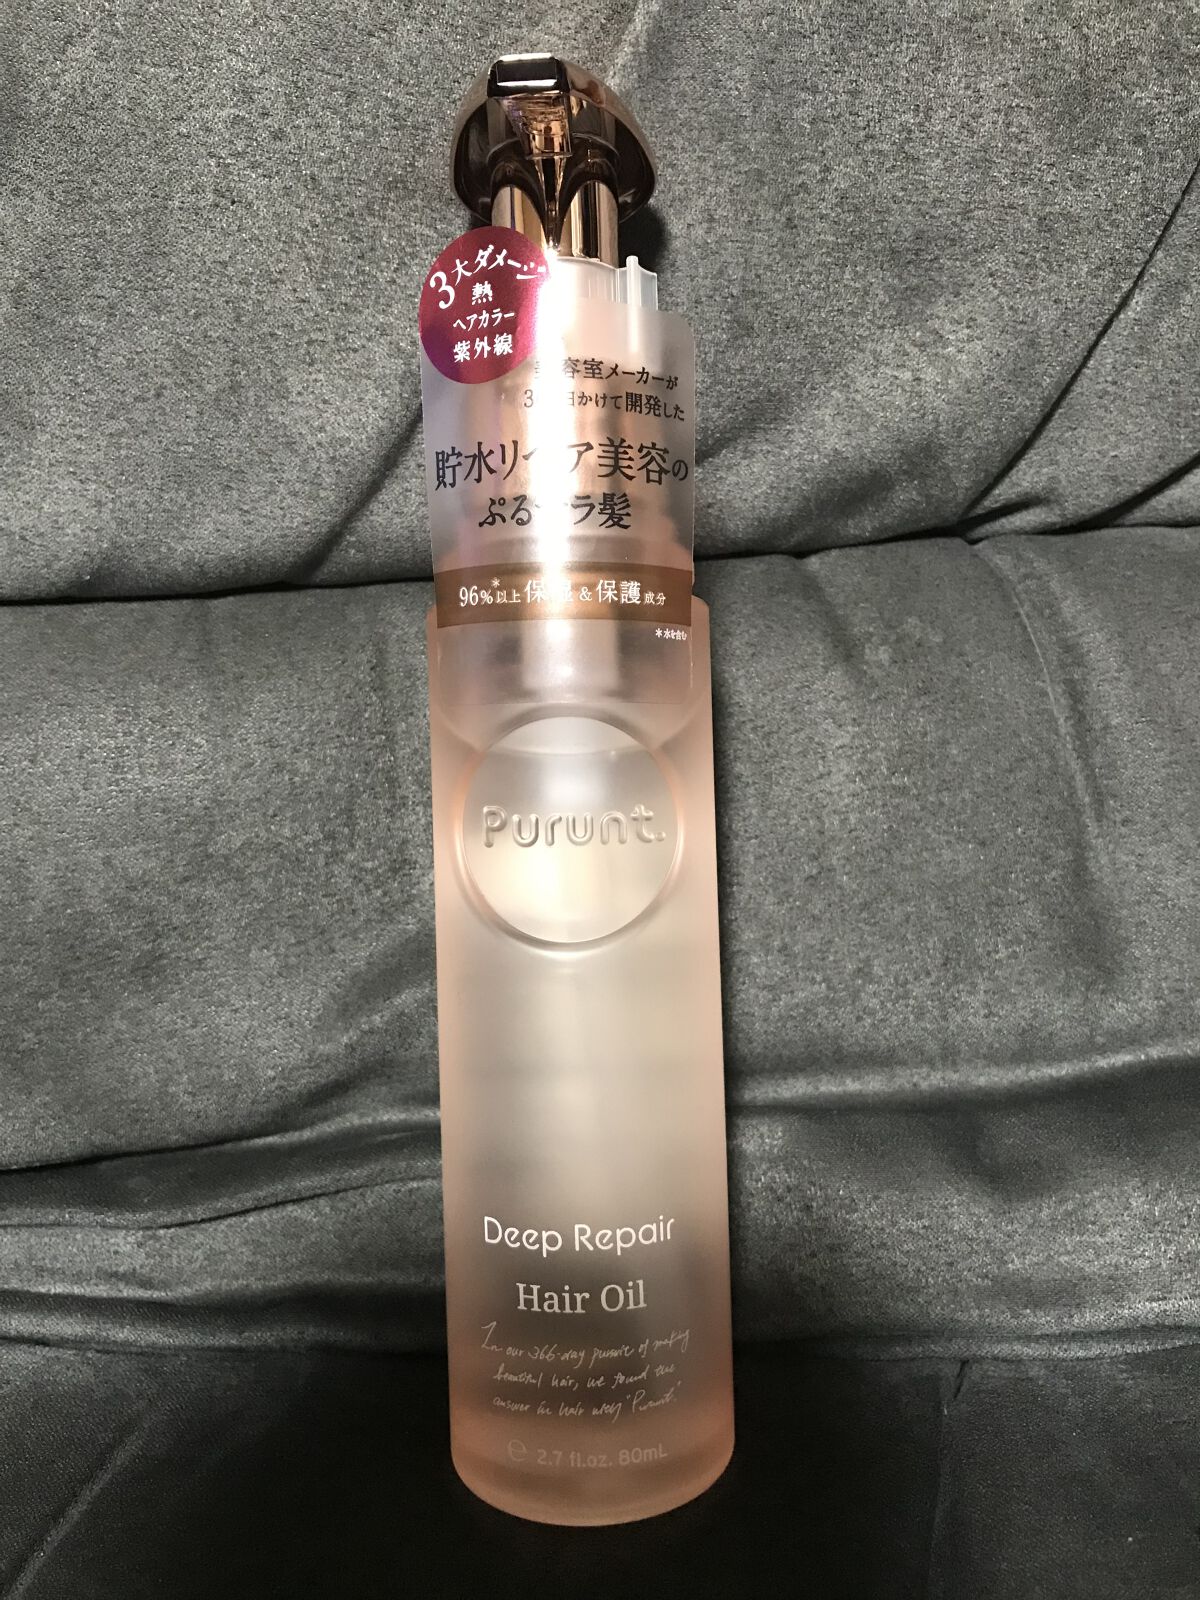 3大ダメージ
熱
ヘアカラー
紫外線
美容室メーカーが
かけて開発した
貯水リペア美容の
ぷるサラ髪
96%*以上保湿&保護成分
*水を含む
Purunt.
Deep Repair
Hair Oil
In our 366-day pursuit of making
beautiful hair, we found the
answer in hair with "Purunt."
e 2.7 fl.oz. 80mL